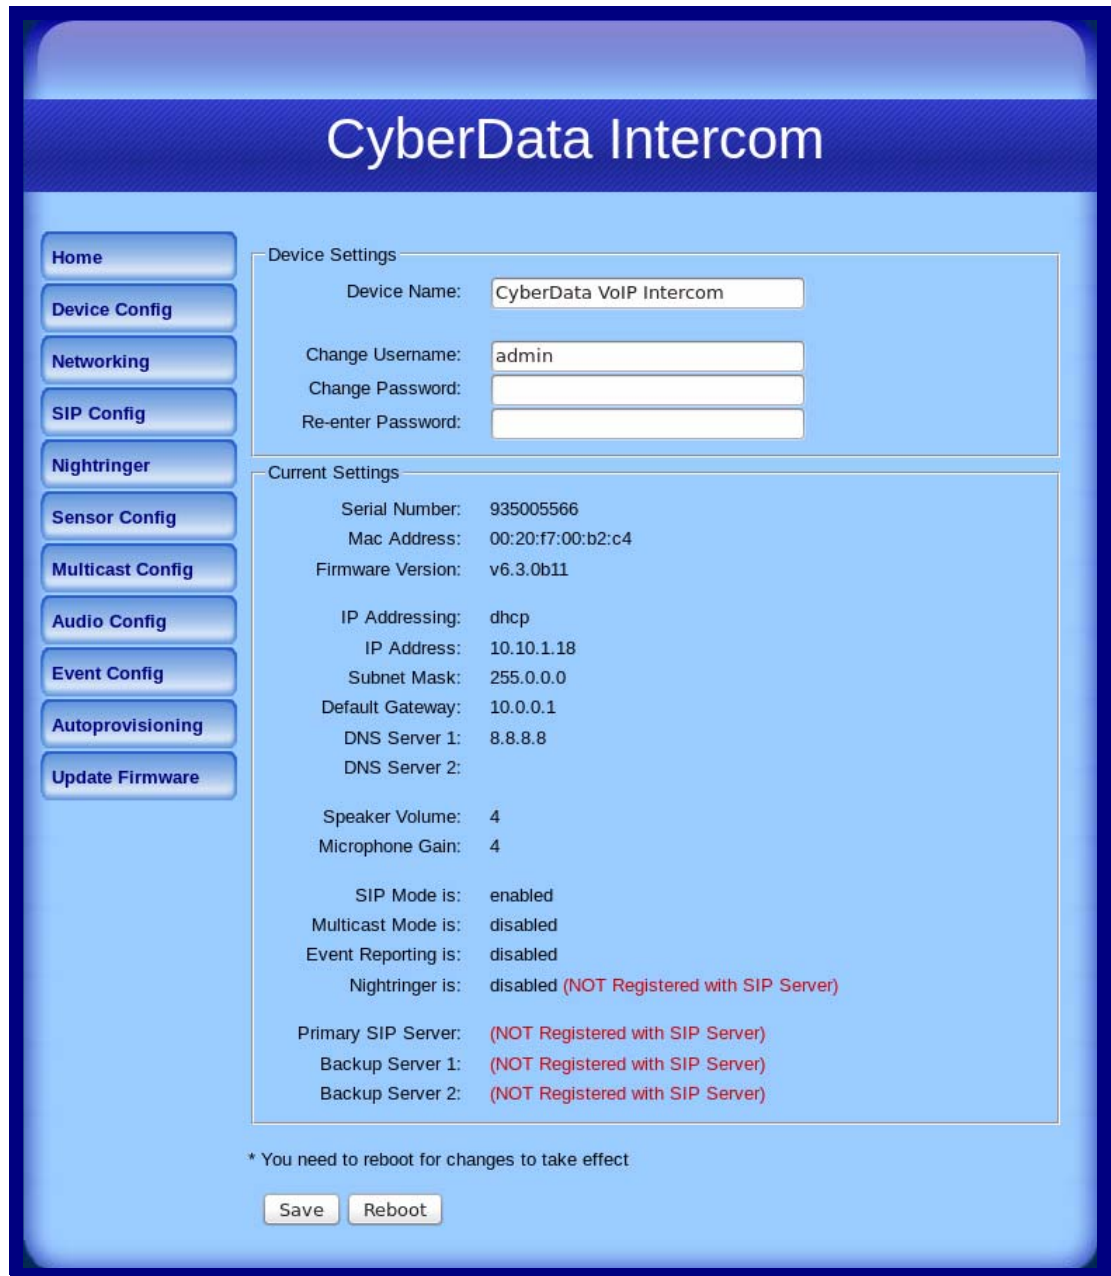 CyberData Intercom
Home
Device Config
Networking
SIP Config
Nightringer
Sensor Config
Multicast Config
Audio Config
Event Config
Autoprovisioning
Update Firmware
Device Settings
Device Name: CyberData VoIP Intercom
Change Username: admin
Change Password:
Re-enter Password:
Current Settings
Serial Number: 935005566
Mac Address: 00:20:f7:00:b2:c4
Firmware Version: v6.3.0b11
IP Addressing: dhcp
IP Address: 10.10.1.18
Subnet Mask: 255.0.0.0
Default Gateway: 10.0.0.1
DNS Server 1: 8.8.8.8
DNS Server 2:
Speaker Volume: 4
Microphone Gain: 4
SIP Mode is: enabled
Multicast Mode is: disabled
Event Reporting is: disabled
Nightringer is: disabled (NOT Registered with SIP Server)
Primary SIP Server: (NOT Registered with SIP Server)
Backup Server 1: (NOT Registered with SIP Server)
Backup Server 2: (NOT Registered with SIP Server)
* You need to reboot for changes to take effect
Save Reboot